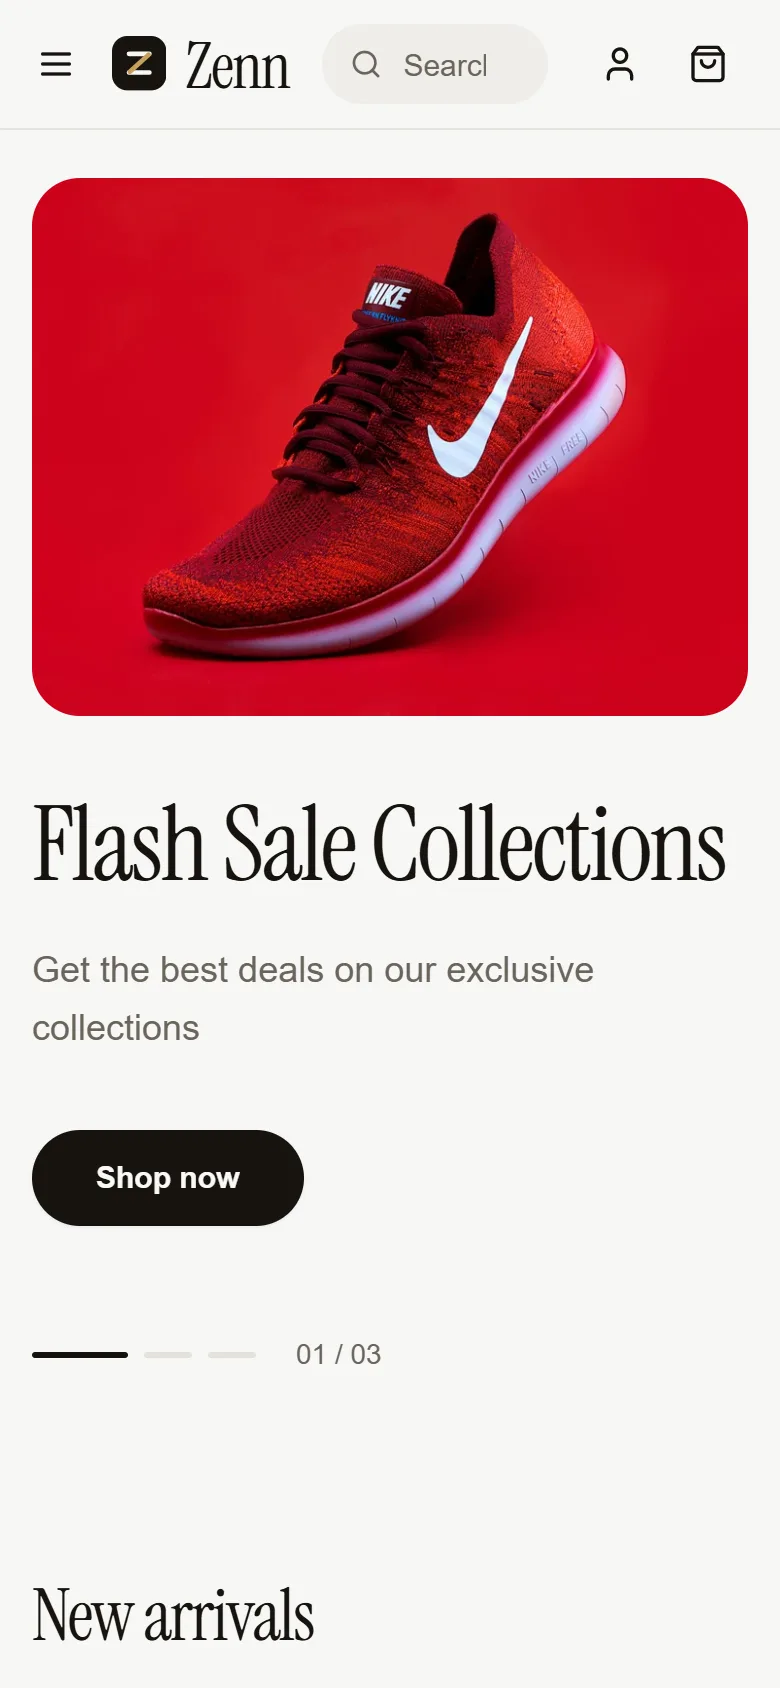 Zenn
Search
NIKE
NIKE FREE
Flash Sale Collections
Get the best deals on our exclusive
collections
Shop now
01 / 03
New arrivals